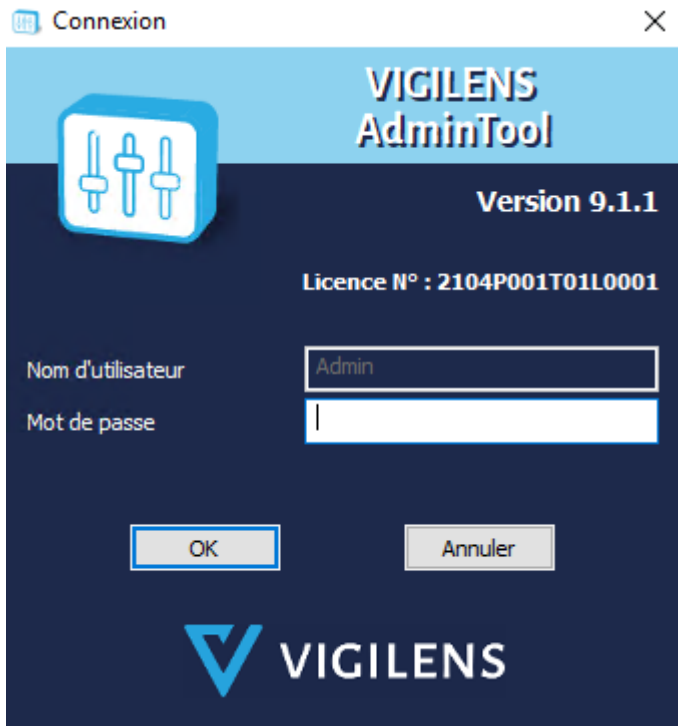 Connexion
VIGILENS
AdminTool
Version 9.1.1
Licence N° : 2104P001T01L0001
Nom d'utilisateur Admin
Mot de passe
OK Annuler
VIGILENS